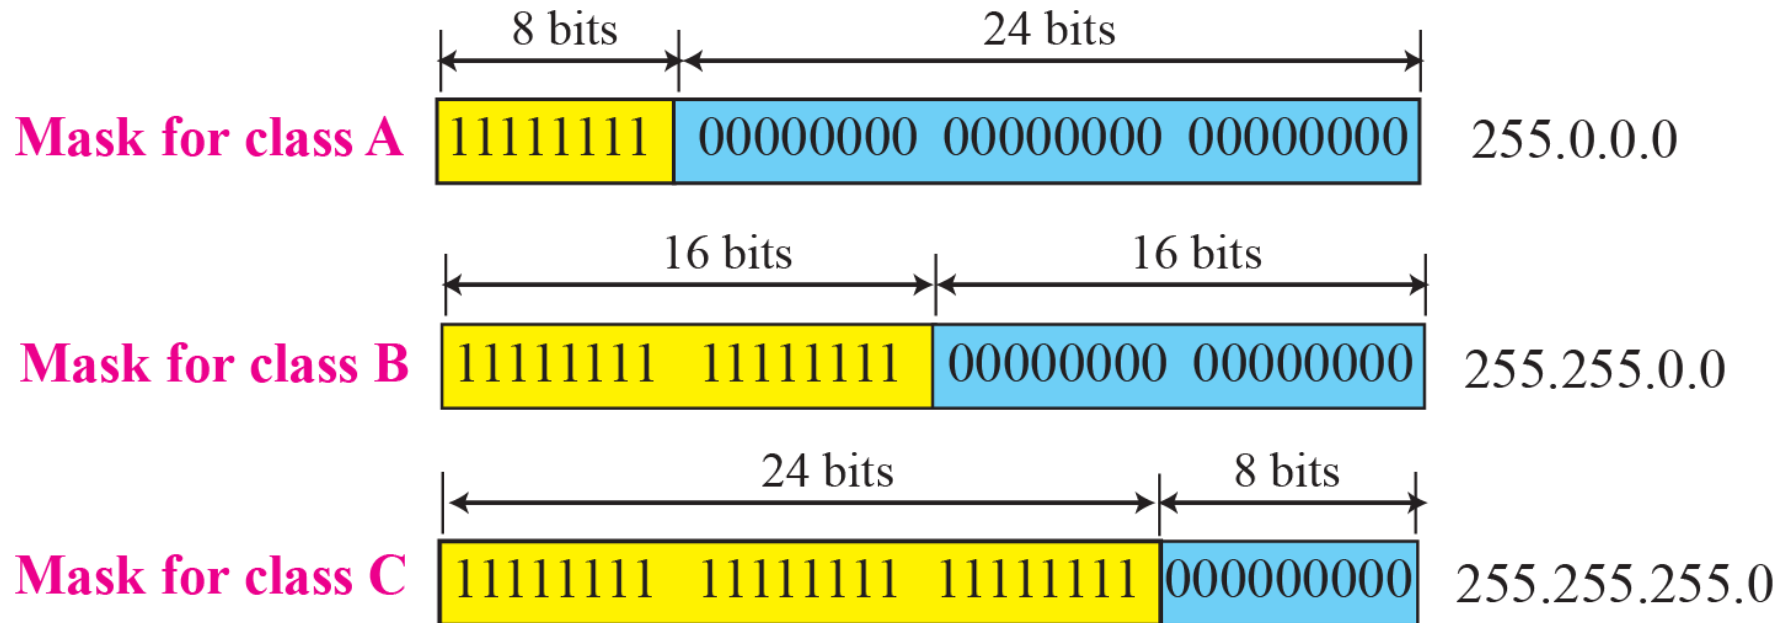 8 bits 24 bits
Mask for class A 11111111 00000000 00000000 00000000 255.0.0.0
16 bits 16 bits
Mask for class B 11111111 11111111 00000000 00000000 255.255.0.0
24 bits 8 bits
Mask for class C 11111111 11111111 11111111 000000000 255.255.255.0